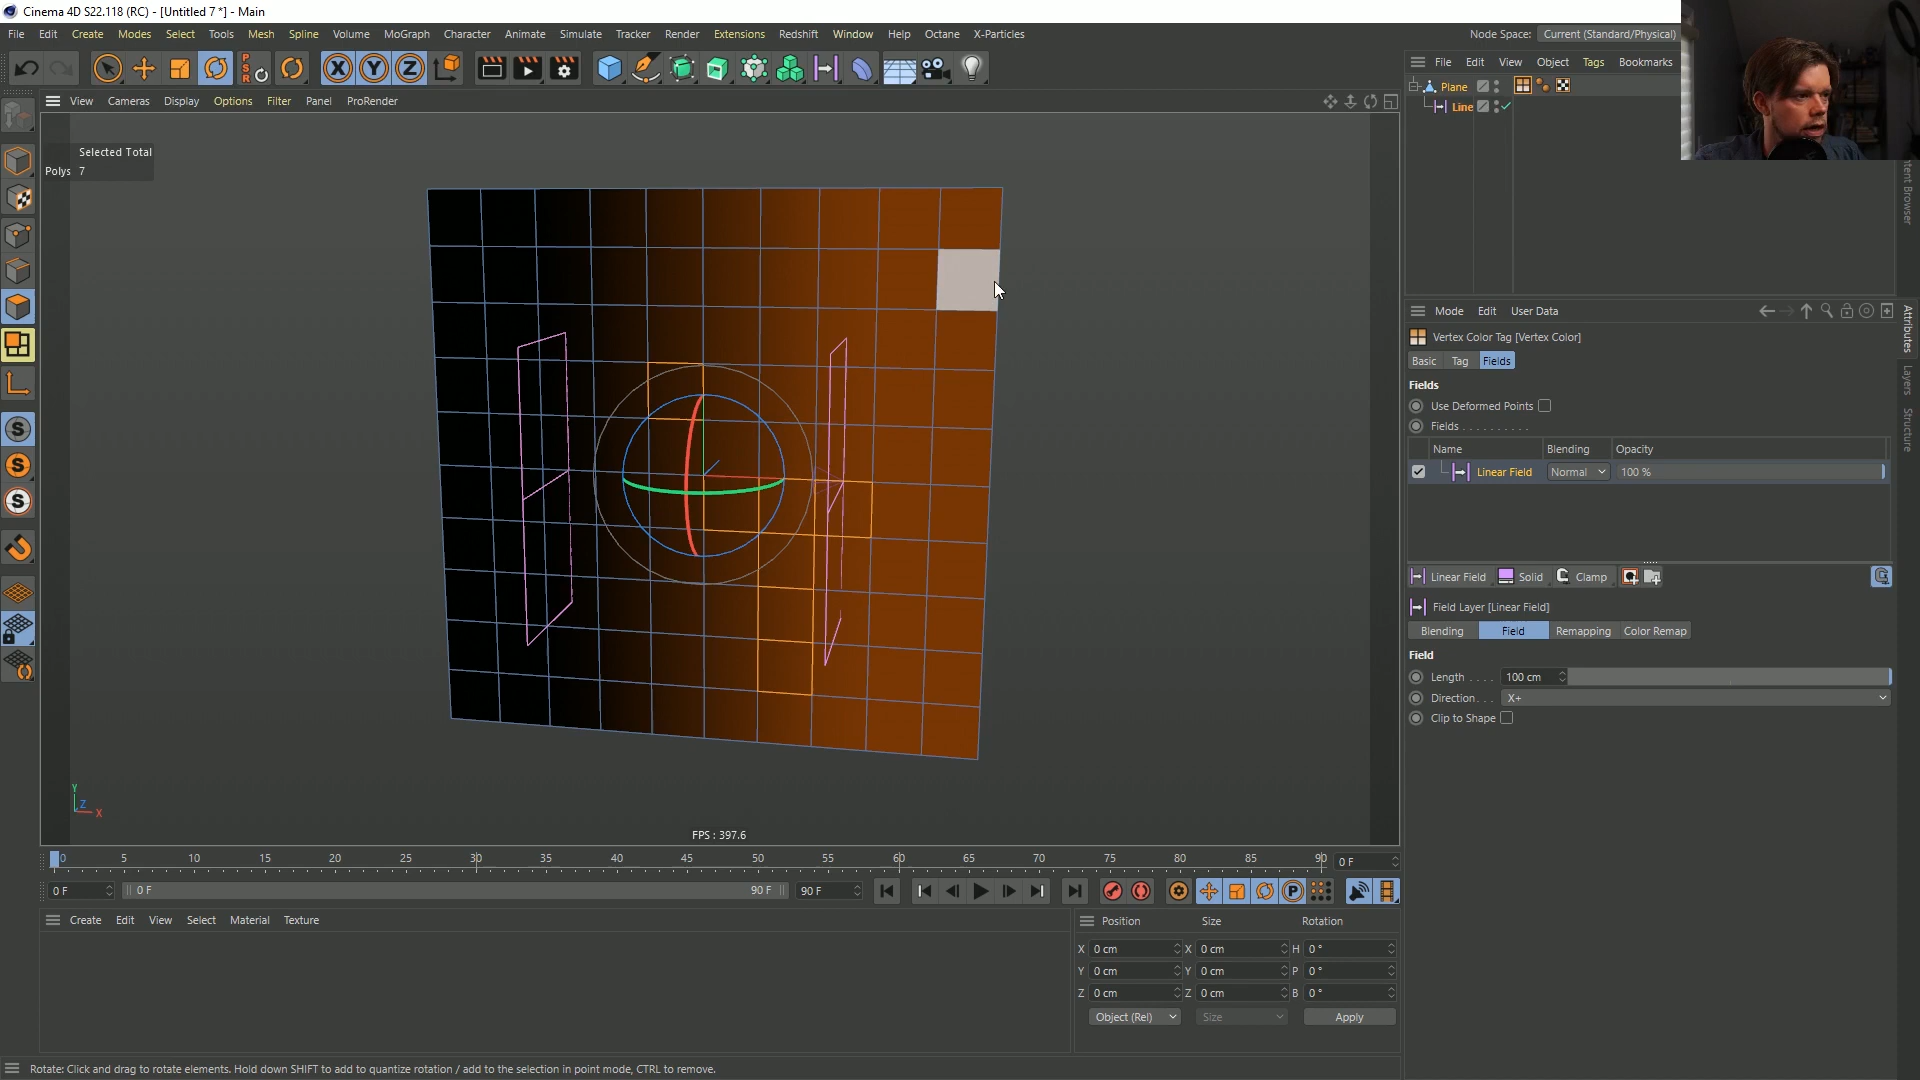 Cinema 4D S22.118 (RC) - [Untitled 7 *] - Main
File Edit Create Modes Select Tools Mesh Spline Volume MoGraph Character Animate Simulate Tracker Render Extensions Redshift Window Help Octane X-Particles Node Space: Current (Standard/Physical)
PSR X Y Z
File Edit View Object Tags Bookmarks
View Cameras Display Options Filter Panel ProRender
Plane
Line
Selected Total
Polys 7
Mode Edit User Data
Vertex Color Tag [Vertex Color]
Basic Tag Fields
Fields
Use Deformed Points
Fields . . . . . . . . . .
Name Blending Opacity
Linear Field Normal 100 %
Linear Field Solid Clamp
Field Layer [Linear Field]
Blending Field Remapping Color Remap
Field
Length . . . . 100 cm
Direction . . . X+
Clip to Shape
Attributes
Layers
Structure
S
S
S
Y
Z
X
FPS : 397.6
0 5 10 15 20 25 30 35 40 45 50 55 60 65 70 75 80 85 90 0 F
0 F 0 F 90 F 90 F P
Create Edit View Select Material Texture
Position Size Rotation
X 0 cm X 0 cm H 0 °
Y 0 cm Y 0 cm P 0 °
Z 0 cm Z 0 cm B 0 °
Object (Rel) Size Apply
Rotate: Click and drag to rotate elements. Hold down SHIFT to add to quantize rotation / add to the selection in point mode, CTRL to remove.